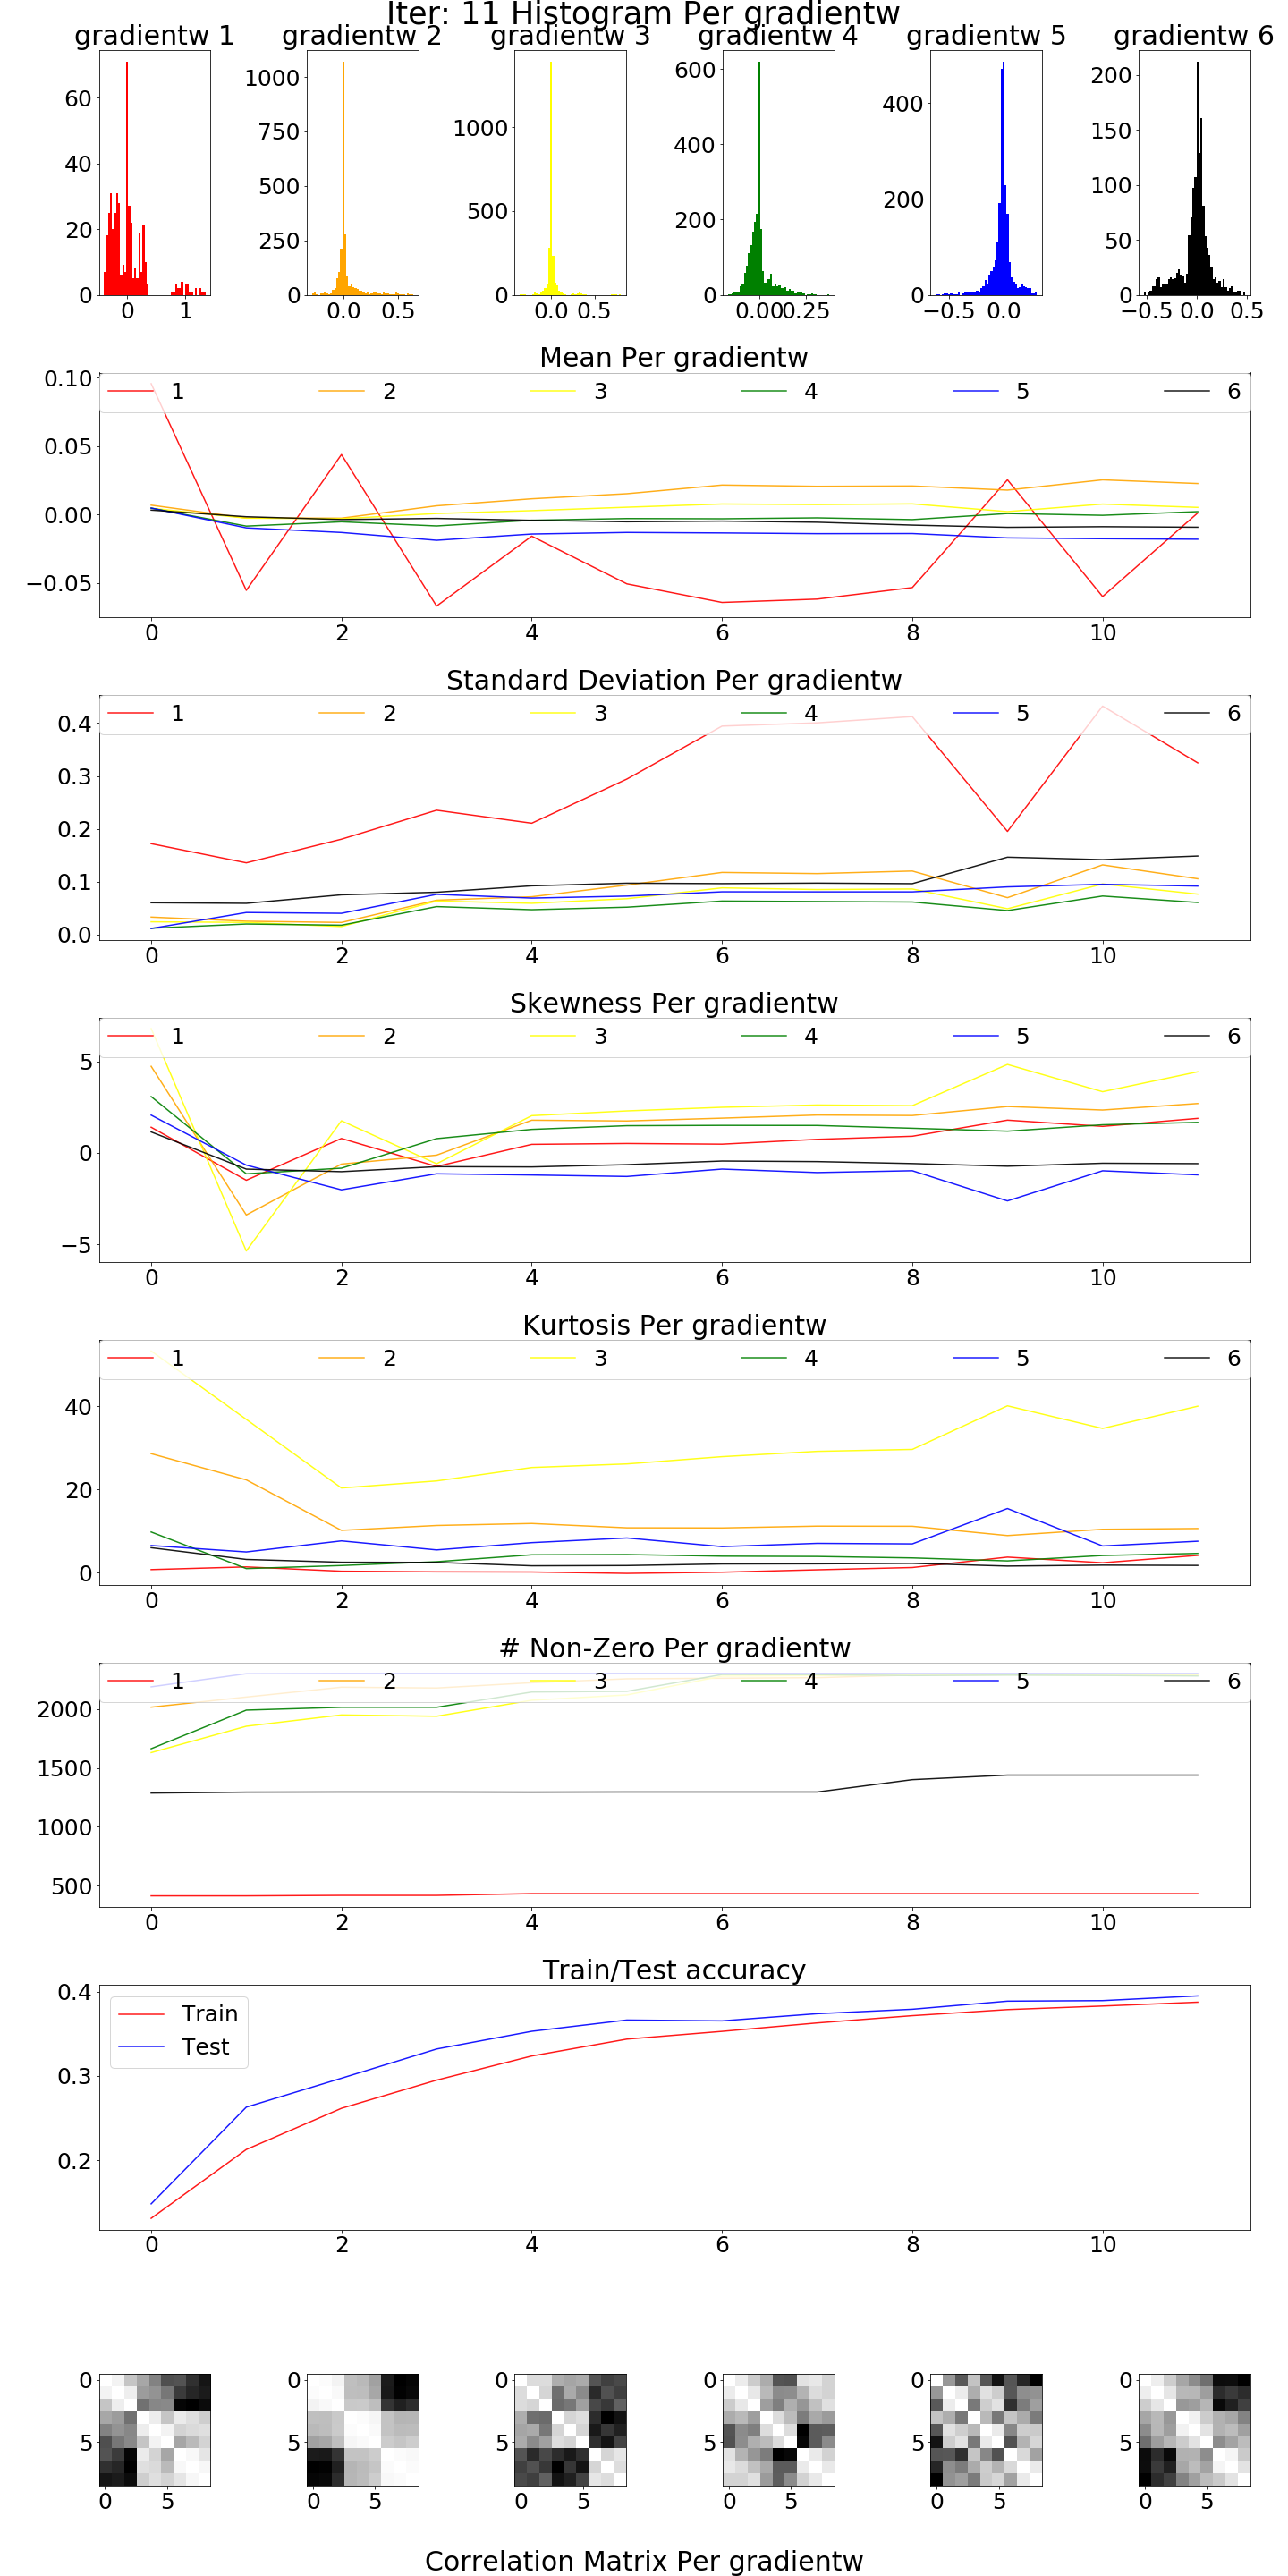 Iter: 11 Histogram Per gradientw
gradientw 1 gradientw 2 gradientw 3 gradientw 4 gradientw 5 gradientw 6
60 40 20 0
0 1
1000 750 500 250 0
0.0 0.5
1000 500 0
0.0 0.5
600 400 200 0
0.00 0.25
400 200 0
−0.5 0.0
200 150 100 50 0
−0.5 0.0 0.5
Mean Per gradientw
1 2 3 4 5 6
0.10
0.05
0.00
−0.05
0 2 4 6 8 10
Standard Deviation Per gradientw
1 2 3 4 5 6
0.4
0.3
0.2
0.1
0.0
0 2 4 6 8 10
Skewness Per gradientw
1 2 3 4 5 6
5
0
−5
0 2 4 6 8 10
Kurtosis Per gradientw
1 2 3 4 5 6
40
20
0
0 2 4 6 8 10
# Non-Zero Per gradientw
1 2 3 4 5 6
2000
1500
1000
500
0 2 4 6 8 10
Train/Test accuracy
Train
Test
0.4
0.3
0.2
0 2 4 6 8 10
0 0 0 0 0 0
5 5 5 5 5 5
0 5 0 5 0 5 0 5 0 5 0 5
Correlation Matrix Per gradientw